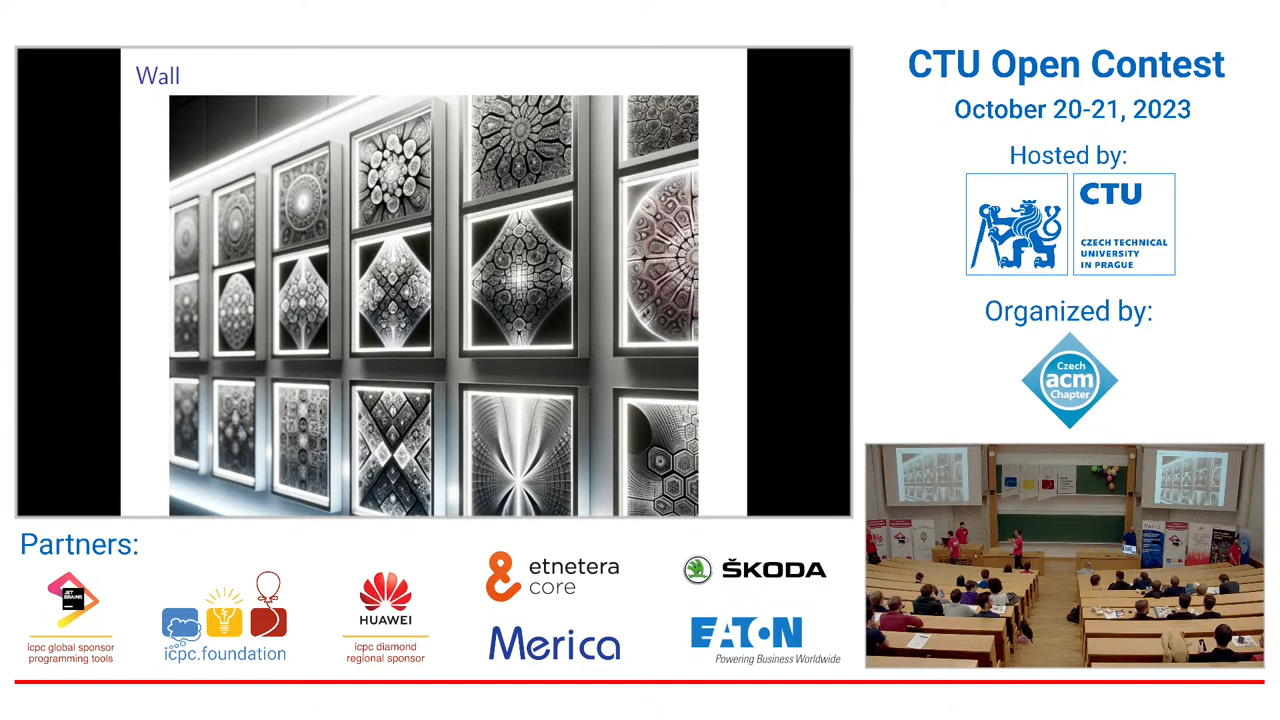 Wall
CTU Open Contest
October 20-21, 2023
Hosted by:
CTU
CZECH TECHNICAL
UNIVERSITY
IN PRAGUE
Organized by:
Czech
acm
Chapter
Partners:
JET
BRAINS
icpc global sponsor
programming tools
icpc.foundation
HUAWEI
icpc diamond
regional sponsor
etnetera
core
Merica
ŠKODA
EATON
Powering Business Worldwide